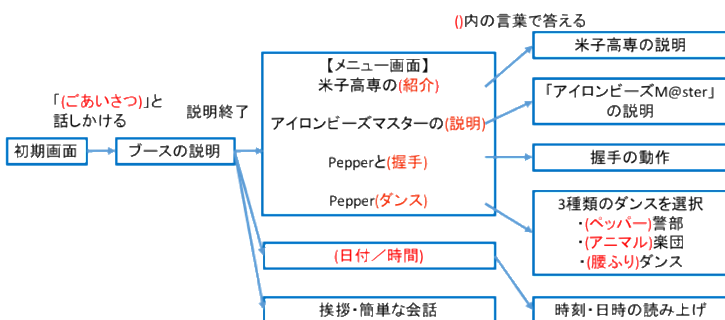 ()内の言葉で答える
「(ごあいさつ)」と
話しかける
説明終了
初期画面
ブースの説明
【メニュー画面】
米子高専の(紹介)
アイロンビーズマスターの(説明)
Pepperと(握手)
Pepper(ダンス)
(日付／時間)
挨拶・簡単な会話
米子高専の説明
「アイロンビーズM@ster」
の説明
握手の動作
3種類のダンスを選択
・(ペッパー)警部
・(アニマル)楽団
・(腰ふり)ダンス
時刻・日時の読み上げ